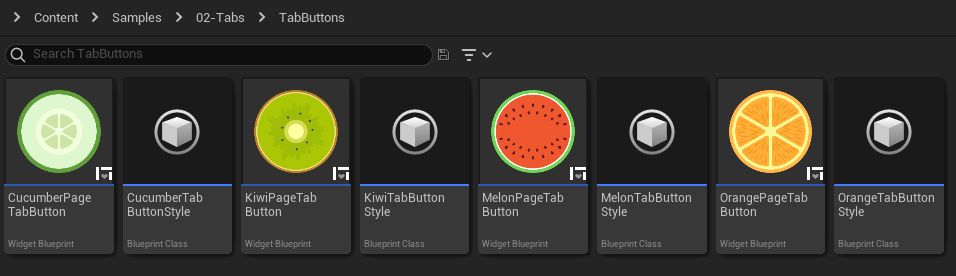 Content Samples 02-Tabs TabButtons
Search TabButtons
CucumberPage
TabButton
Widget Blueprint
CucumberTab
ButtonStyle
Blueprint Class
KiwiPageTab
Button
Widget Blueprint
KiwiTabButton
Style
Blueprint Class
MelonPageTab
Button
Widget Blueprint
MelonTabButton
Style
Blueprint Class
OrangePageTab
Button
Widget Blueprint
OrangeTabButton
Style
Blueprint Class